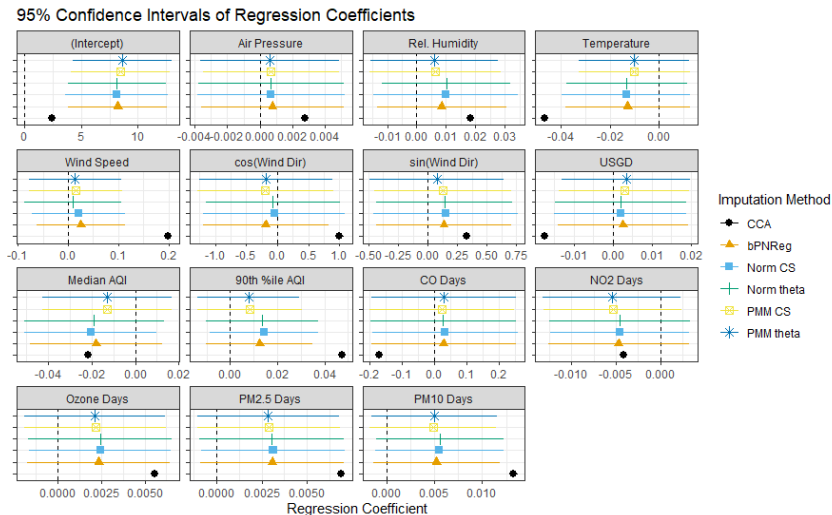 95% Confidence Intervals of Regression Coefficients
(Intercept) Air Pressure Rel. Humidity Temperature
0 5 10 -0.004-0.002 0.000 0.002 0.004 -0.01 0.00 0.01 0.02 0.03 -0.04 -0.02 0.00
Wind Speed cos(Wind Dir) sin(Wind Dir) USGD
-0.1 0.0 0.1 0.2 -1.0 -0.5 0.0 0.5 1.0 -0.50 -0.25 0.00 0.25 0.50 0.75 -0.01 0.00 0.01 0.02
Median AQI 90th %ile AQI CO Days NO2 Days
-0.04 -0.02 0.00 0.02 0.00 0.02 0.04 -0.2 -0.1 0.0 0.1 0.2 -0.010 -0.005 0.000
Ozone Days PM2.5 Days PM10 Days
0.0000 0.0025 0.0050 0.0000 0.0025 0.0050 0.000 0.005 0.010
Regression Coefficient
Imputation Method
CCA
bPNReg
Norm CS
Norm theta
PMM CS
PMM theta